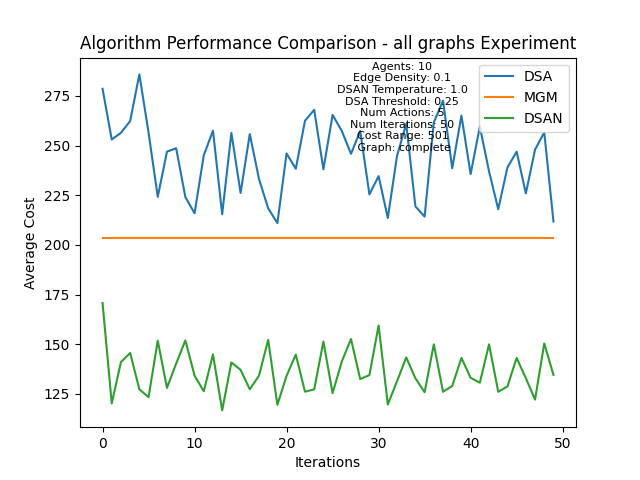 Algorithm Performance Comparison - all graphs Experiment
Agents: 10
Edge Density: 0.1
DSAN Temperature: 1.0
DSA Threshold: 0.25
Num Actions: 5
Num Iterations: 50
Cost Range: 501
Graph: complete
DSA
MGM
DSAN
Average Cost
275
250
225
200
175
150
125
0
10
20
30
40
50
Iterations